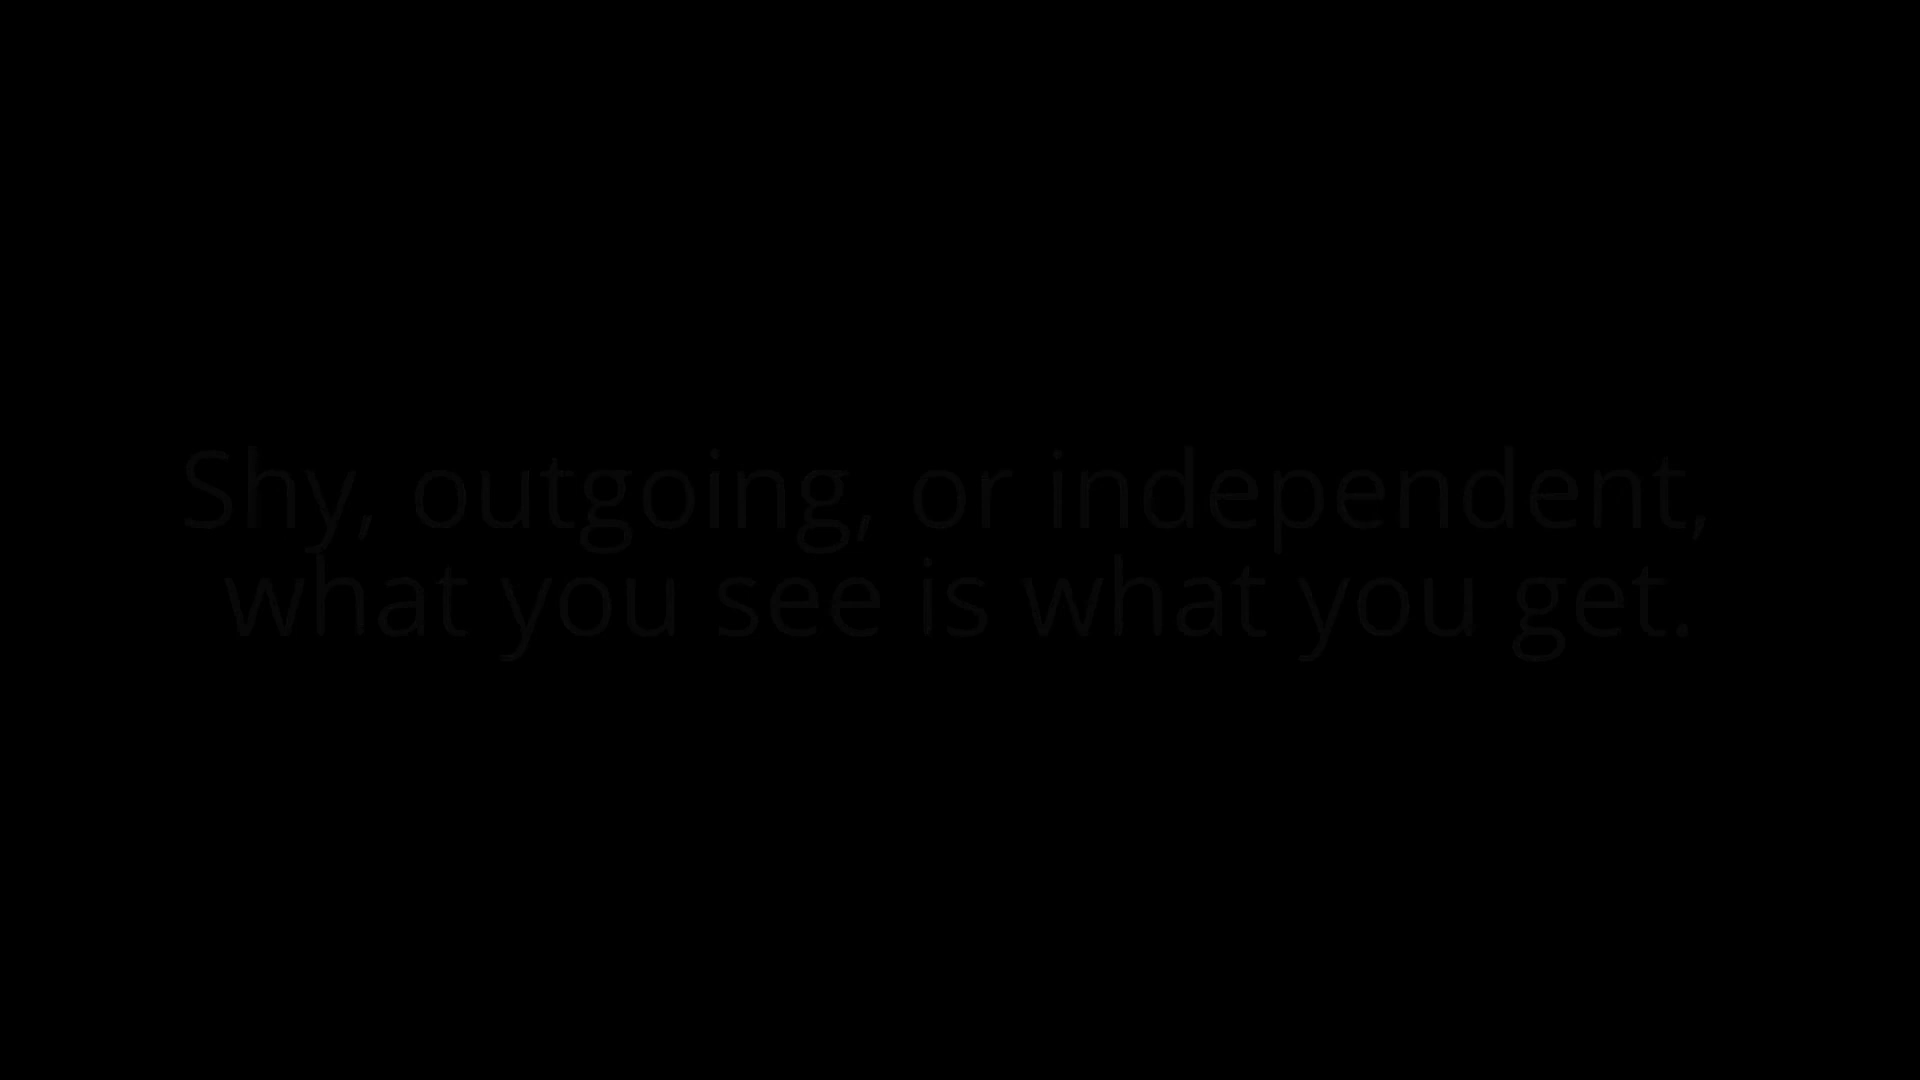 Shy, outgoing, or independent,
what you see is what you get.